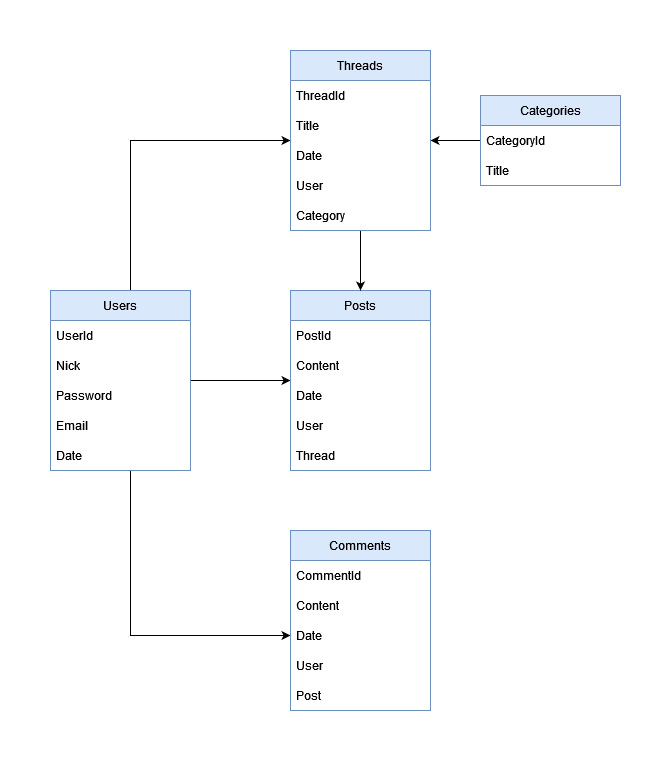 Threads
ThreadId
Title
Date
User
Category
Categories
CategoryId
Title
Users
UserId
Nick
Password
Email
Date
Posts
PostId
Content
Date
User
Thread
Comments
CommentId
Content
Date
User
Post